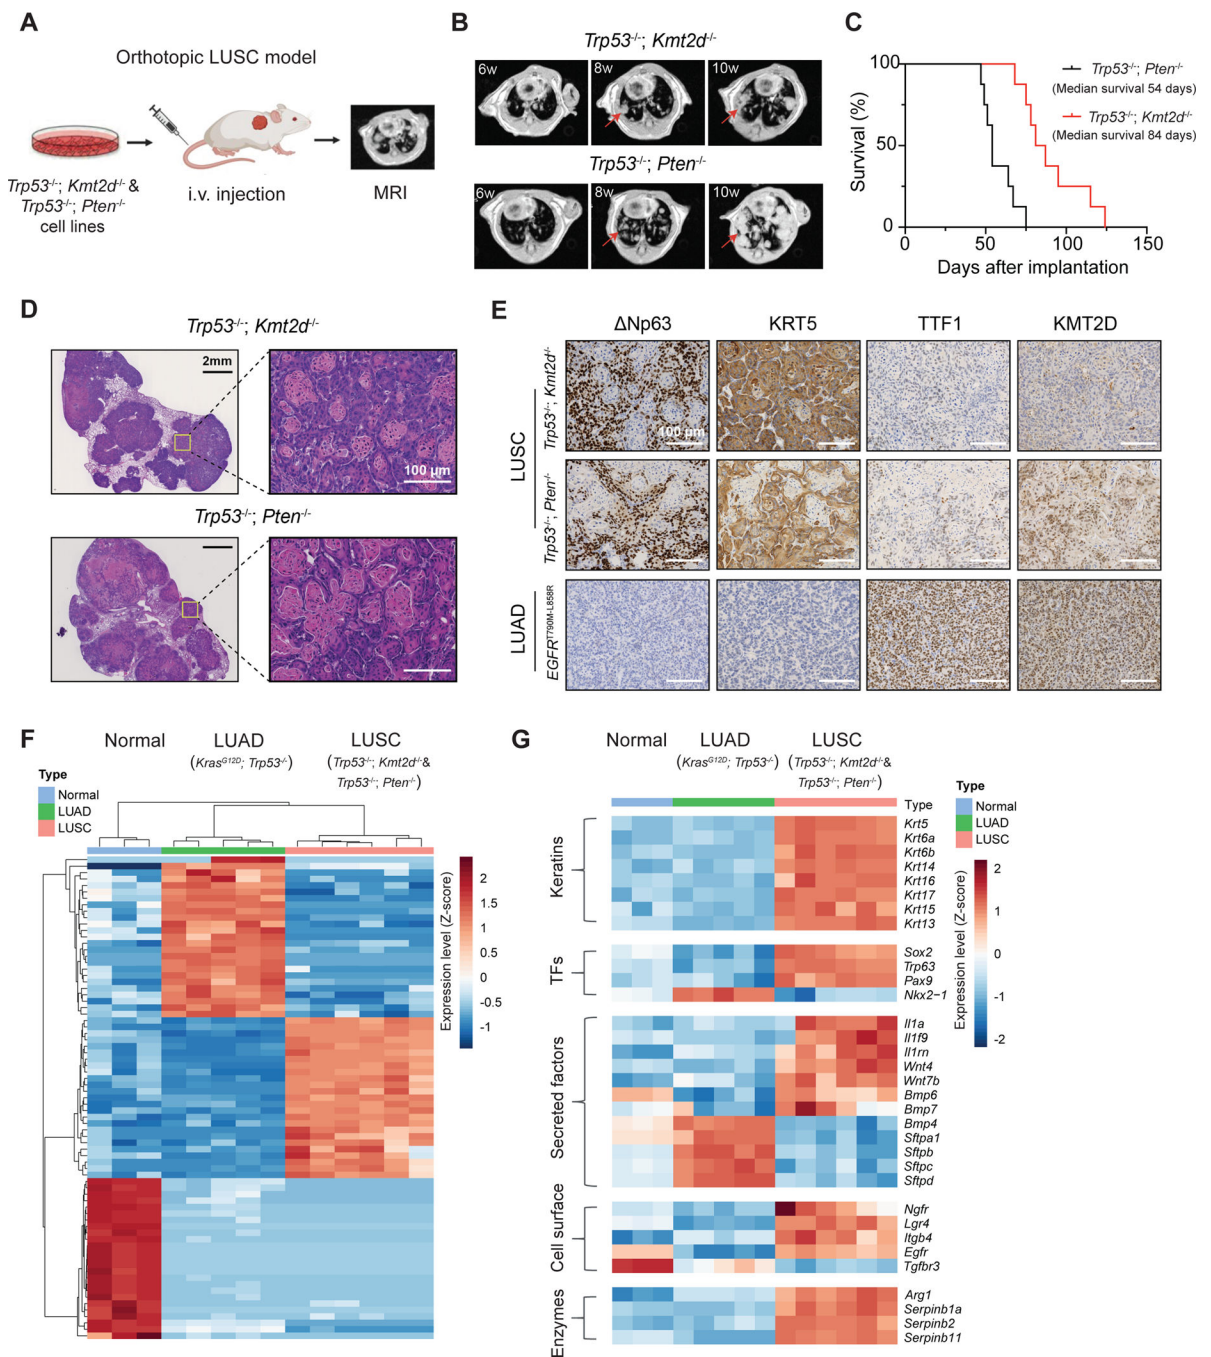 A
Orthotopic LUSC model
Trp53-/-; Kmt2d-/- &
Trp53-/-; Pten-/-
cell lines
i.v. injection
MRI
B
Trp53-/-; Kmt2d-/-
6w
8w
10w
Trp53-/-; Pten-/-
6w
8w
10w
C
Survival (%)
100
50
0
0
50
100
150
Days after implantation
Trp53-/-; Pten-/-
(Median survival 54 days)
Trp53-/-; Kmt2d-/-
(Median survival 84 days)
D
Trp53-/-; Kmt2d-/-
2mm
100 μm
Trp53-/-; Pten-/-
E
ΔNp63
KRT5
TTF1
KMT2D
LUSC
Trp53-/-; Kmt2d-/-
100 μm
Trp53-/-; Pten-/-
LUAD
EGFRT790M-L858R
F
Normal
LUAD
(KrasG12D; Trp53-/-)
LUSC
(Trp53-/-; Kmt2d-/-&
Trp53-/-; Pten-/-)
Type
Normal
LUAD
LUSC
Expression level (Z-score)
2
1.5
1
0.5
0
-0.5
-1
G
Normal
LUAD
(KrasG12D; Trp53-/-)
LUSC
(Trp53-/-; Kmt2d-/-&
Trp53-/-; Pten-/-)
Type
Keratins
Krt5
Krt6a
Krt6b
Krt14
Krt16
Krt17
Krt15
Krt13
TFs
Sox2
Trp63
Pax9
Nkx2-1
Secreted factors
Il1a
Il1f9
Il1rn
Wnt4
Wnt7b
Bmp6
Bmp7
Bmp4
Sftpa1
Sftpb
Sftpc
Sftpd
Cell surface
Ngfr
Lgr4
Itgb4
Egfr
Tgfbr3
Enzymes
Arg1
Serpinb1a
Serpinb2
Serpinb11
Type
Normal
LUAD
LUSC
Expression level (Z-score)
2
1
0
-1
-2